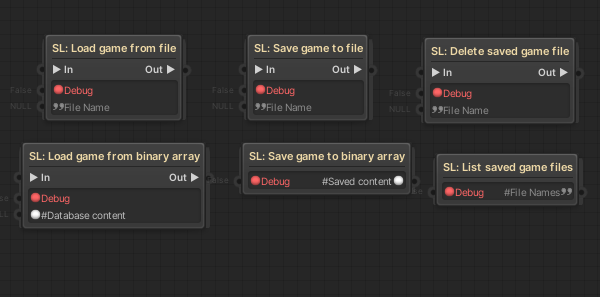 SL: Load game from file
In Out
False Debug
NULL File Name
SL: Save game to file
In Out
False Debug
NULL File Name
SL: Delete saved game file
In Out
False Debug
NULL File Name
SL: Load game from binary array
In Out
Debug
#Database content
SL: Save game to binary array
Debug #Saved content
SL: List saved game files
Debug #File Names